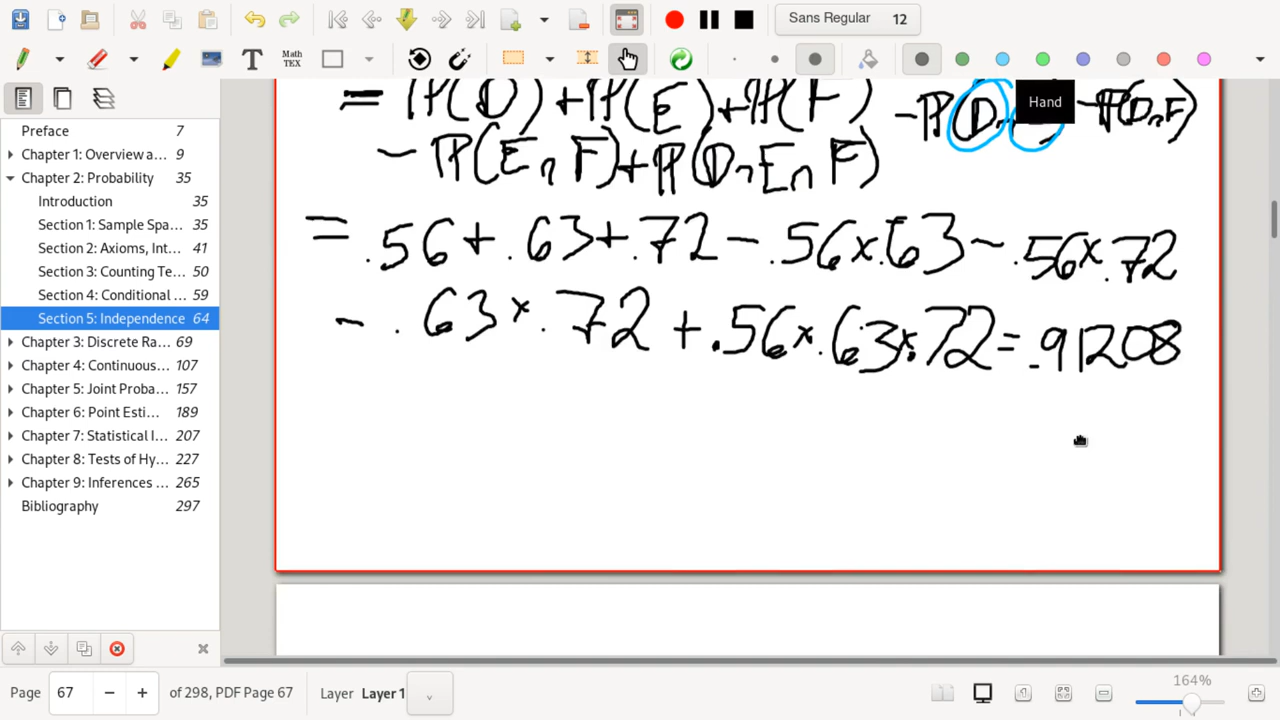 Sans Regular 12
T Math TEX
Preface 7
Chapter 1: Overview a... 9
Chapter 2: Probability 35
Introduction 35
Section 1: Sample Spa... 35
Section 2: Axioms, Int... 41
Section 3: Counting Te... 50
Section 4: Conditional ... 59
Section 5: Independence 64
Chapter 3: Discrete Ra... 69
Chapter 4: Continuous... 107
Chapter 5: Joint Proba... 157
Chapter 6: Point Esti... 189
Chapter 7: Statistical I... 207
Chapter 8: Tests of Hy... 227
Chapter 9: Inferences ... 265
Bibliography 297
Hand
= ℙ(D) + ℙ(E) + ℙ(F) - ℙ(D∩ - ℙ(D∩F)
- ℙ(E∩F) + ℙ(D∩E∩F)
= .56 + .63 + .72 - .56×.63 - .56×.72
- .63×.72 + .56×.63×.72 = .91208
Page 67 of 298, PDF Page 67 Layer Layer 1 164%